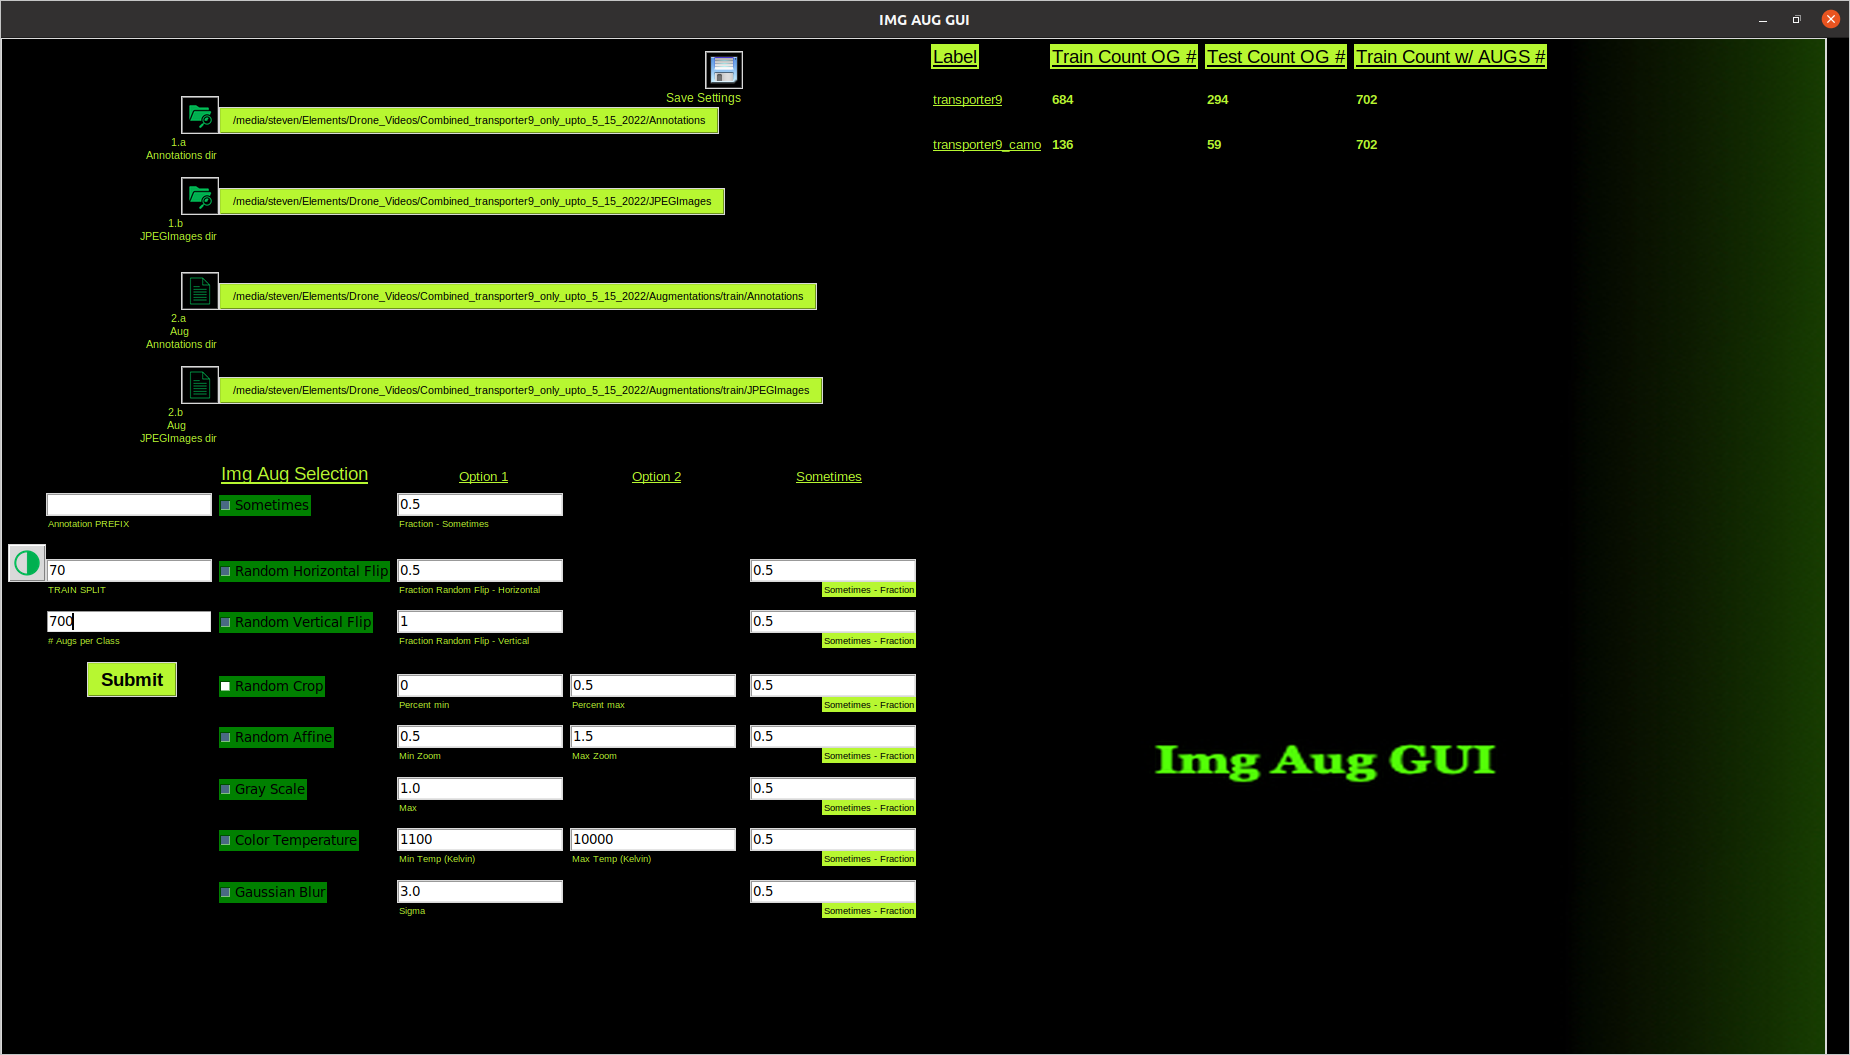 IMG AUG GUI
Save Settings
/media/steven/Elements/Drone_Videos/Combined_transporter9_only_upto_5_15_2022/Annotations
1.a
Annotations dir
/media/steven/Elements/Drone_Videos/Combined_transporter9_only_upto_5_15_2022/JPEGImages
1.b
JPEGImages dir
/media/steven/Elements/Drone_Videos/Combined_transporter9_only_upto_5_15_2022/Augmentations/train/Annotations
2.a
Aug
Annotations dir
/media/steven/Elements/Drone_Videos/Combined_transporter9_only_upto_5_15_2022/Augmentations/train/JPEGImages
2.b
Aug
JPEGImages dir
Label Train Count OG # Test Count OG # Train Count w/ AUGS #
transporter9 684 294 702
transporter9_camo 136 59 702
Img Aug Selection Option 1 Option 2 Sometimes
Sometimes 0.5
Annotation PREFIX Fraction - Sometimes
70 Random Horizontal Flip 0.5 0.5
TRAIN SPLIT Fraction Random Flip - Horizontal Sometimes - Fraction
700 Random Vertical Flip 1 0.5
# Augs per Class Fraction Random Flip - Vertical Sometimes - Fraction
Submit Random Crop 0 0.5 0.5
Percent min Percent max Sometimes - Fraction
Random Affine 0.5 1.5 0.5
Min Zoom Max Zoom Sometimes - Fraction
Gray Scale 1.0 0.5
Max Sometimes - Fraction
Color Temperature 1100 10000 0.5
Min Temp (Kelvin) Max Temp (Kelvin) Sometimes - Fraction
Gaussian Blur 3.0 0.5
Sigma Sometimes - Fraction
Img Aug GUI